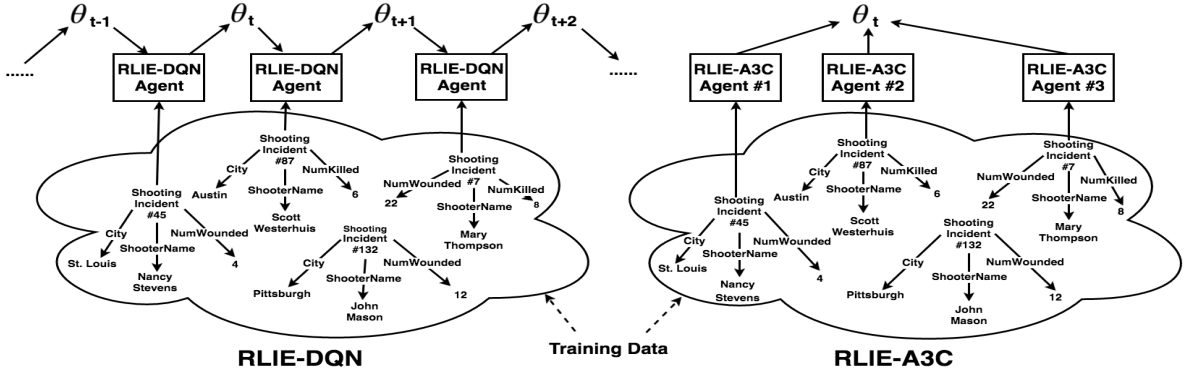 θ t-1
θ t
θ t+1
θ t+2
......
......
RLIE-DQN
Agent
RLIE-DQN
Agent
RLIE-DQN
Agent
Shooting
Incident
#87
City
NumKilled
Austin
ShooterName
6
Scott
Westerhuis
Shooting
Incident
#7
NumWounded
NumKilled
22
ShooterName
8
Mary
Thompson
Shooting
Incident
#45
City
NumWounded
ShooterName
St. Louis
4
Nancy
Stevens
Shooting
Incident
#132
City
NumWounded
ShooterName
Pittsburgh
12
John
Mason
RLIE-DQN
Training Data
θ t
RLIE-A3C
Agent #1
RLIE-A3C
Agent #2
RLIE-A3C
Agent #3
Shooting
Incident
#87
City
NumKilled
Austin
ShooterName
6
Scott
Westerhuis
Shooting
Incident
#7
NumWounded
NumKilled
22
ShooterName
8
Mary
Thompson
Shooting
Incident
#45
City
NumWounded
ShooterName
St. Louis
4
Nancy
Stevens
Shooting
Incident
#132
City
NumWounded
ShooterName
Pittsburgh
12
John
Mason
RLIE-A3C